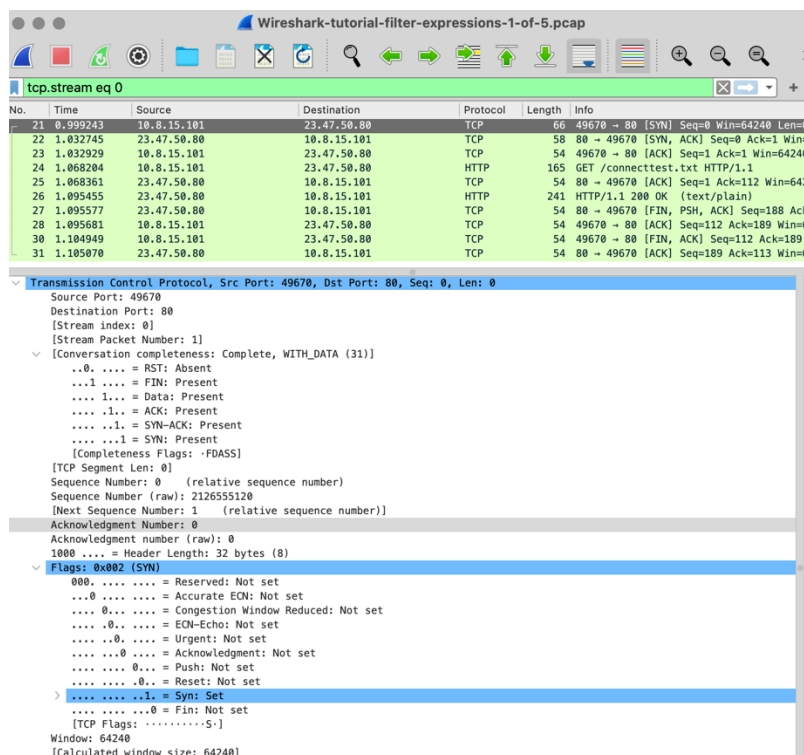 Wireshark-tutorial-filter-expressions-1-of-5.pcap
tcp.stream eq 0
No. Time Source Destination Protocol Length Info
21 0.999243 10.8.15.101 23.47.50.80 TCP 66 49670 → 80 [SYN] Seq=0 Win=64240 Len=
22 1.032745 23.47.50.80 10.8.15.101 TCP 58 80 → 49670 [SYN, ACK] Seq=0 Ack=1 Win=
23 1.032929 10.8.15.101 23.47.50.80 TCP 54 49670 → 80 [ACK] Seq=1 Ack=1 Win=6424
24 1.068204 10.8.15.101 23.47.50.80 HTTP 165 GET /connecttest.txt HTTP/1.1
25 1.068361 23.47.50.80 10.8.15.101 TCP 54 80 → 49670 [ACK] Seq=1 Ack=112 Win=64
26 1.095455 23.47.50.80 10.8.15.101 HTTP 241 HTTP/1.1 200 OK (text/plain)
27 1.095577 23.47.50.80 10.8.15.101 TCP 54 80 → 49670 [FIN, PSH, ACK] Seq=188 Ac
28 1.095681 10.8.15.101 23.47.50.80 TCP 54 49670 → 80 [ACK] Seq=112 Ack=189 Win=
30 1.104949 10.8.15.101 23.47.50.80 TCP 54 49670 → 80 [FIN, ACK] Seq=112 Ack=189
31 1.105070 23.47.50.80 10.8.15.101 TCP 54 80 → 49670 [ACK] Seq=189 Ack=113 Win=
Transmission Control Protocol, Src Port: 49670, Dst Port: 80, Seq: 0, Len: 0
Source Port: 49670
Destination Port: 80
[Stream index: 0]
[Stream Packet Number: 1]
[Conversation completeness: Complete, WITH_DATA (31)]
..0. .... = RST: Absent
...1 .... = FIN: Present
.... 1... = Data: Present
.... .1.. = ACK: Present
.... ..1. = SYN-ACK: Present
.... ...1 = SYN: Present
[Completeness Flags: ·FDASS]
[TCP Segment Len: 0]
Sequence Number: 0 (relative sequence number)
Sequence Number (raw): 2126555120
[Next Sequence Number: 1 (relative sequence number)]
Acknowledgment Number: 0
Acknowledgment number (raw): 0
1000 .... = Header Length: 32 bytes (8)
Flags: 0x002 (SYN)
000. .... .... = Reserved: Not set
...0 .... .... = Accurate ECN: Not set
.... 0... .... = Congestion Window Reduced: Not set
.... .0.. .... = ECN-Echo: Not set
.... ..0. .... = Urgent: Not set
.... ...0 .... = Acknowledgment: Not set
.... .... 0... = Push: Not set
.... .... .0.. = Reset: Not set
.... .... ..1. = Syn: Set
.... .... ...0 = Fin: Not set
[TCP Flags: ··········S·]
Window: 64240
[Calculated window size: 64240]